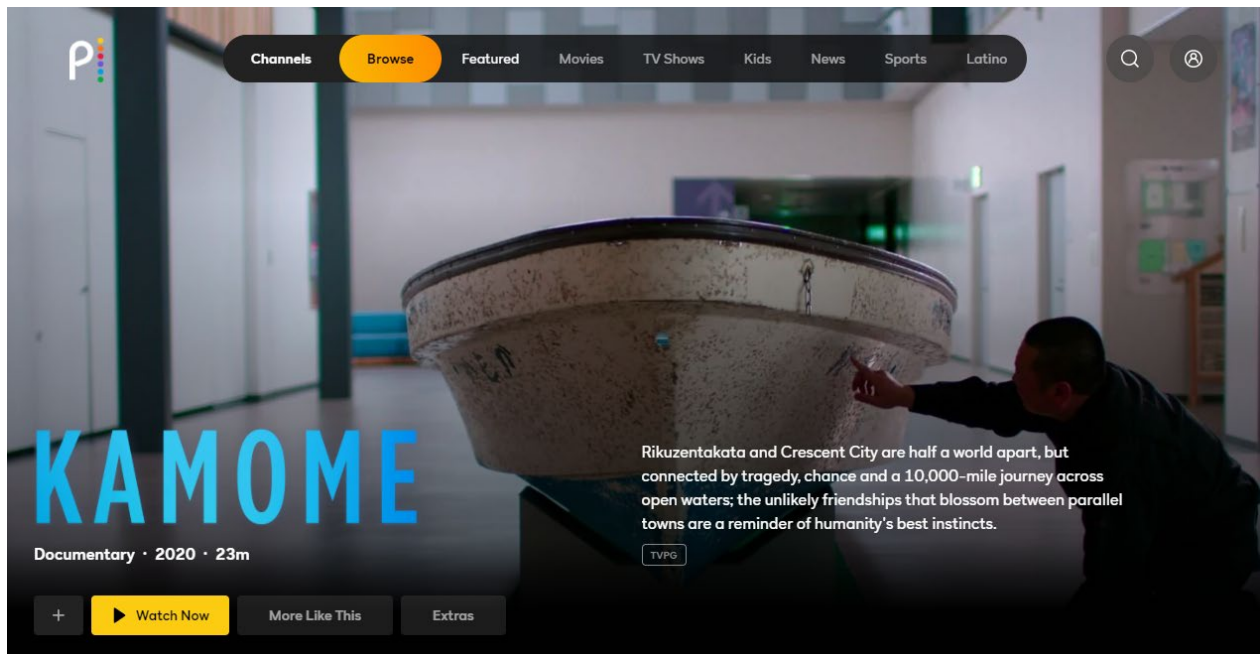 P
Channels Browse Featured Movies TV Shows Kids News Sports Latino
KAMOME
Documentary · 2020 · 23m
Rikuzentakata and Crescent City are half a world apart, but
connected by tragedy, chance and a 10,000-mile journey across
open waters; the unlikely friendships that blossom between parallel
towns are a reminder of humanity's best instincts.
TVPG
+ Watch Now More Like This Extras